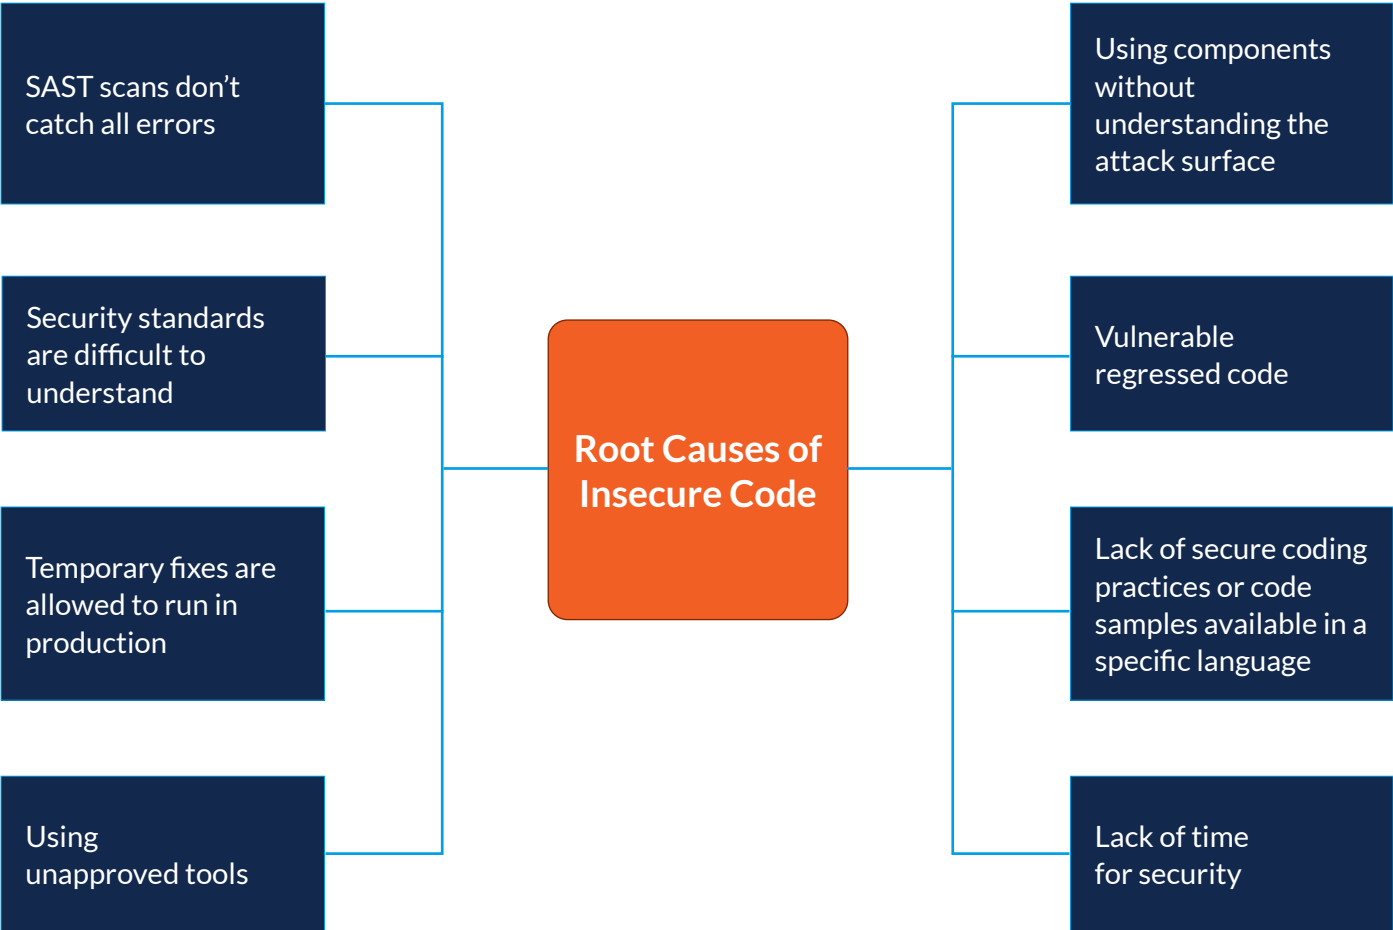 SAST scans don’t
catch all errors
Security standards
are difficult to
understand
Temporary fixes are
allowed to run in
production
Using
unapproved tools
Root Causes of
Insecure Code
Using components
without
understanding the
attack surface
Vulnerable
regressed code
Lack of secure coding
practices or code
samples available in a
specific language
Lack of time
for security